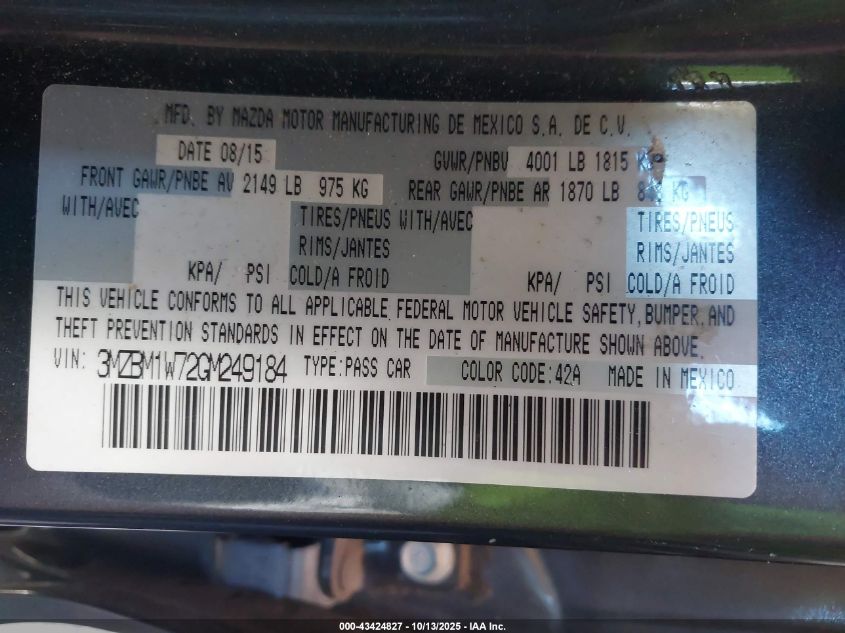 MFD. BY MAZDA MOTOR MANUFACTURING DE MEXICO S.A. DE C.V.
DATE 08/15 GVWR/PNBV 4001 LB 1815
FRONT GAWR/PNBE AV 2149 LB 975 KG REAR GAWR/PNBE AR 1870 LB KG
WITH/AVEC TIRES/PNEUS WITH/AVEC TIRES/PNEUS
RIMS/JANTES RIMS/JANTES
KPA/ PSI COLD/A FROID KPA/ PSI COLD/A FROID
THIS VEHICLE CONFORMS TO ALL APPLICABLE FEDERAL MOTOR VEHICLE SAFETY, BUMPER, AND
THEFT PREVENTION STANDARDS IN EFFECT ON THE DATE OF MANUFACTURE SHOWN ABOVE.
VIN: 3MZBM1W72GM249184 TYPE:PASS CAR COLOR CODE:42A MADE IN MEXICO
000-43424827 - 10/13/2025 - IAA Inc.